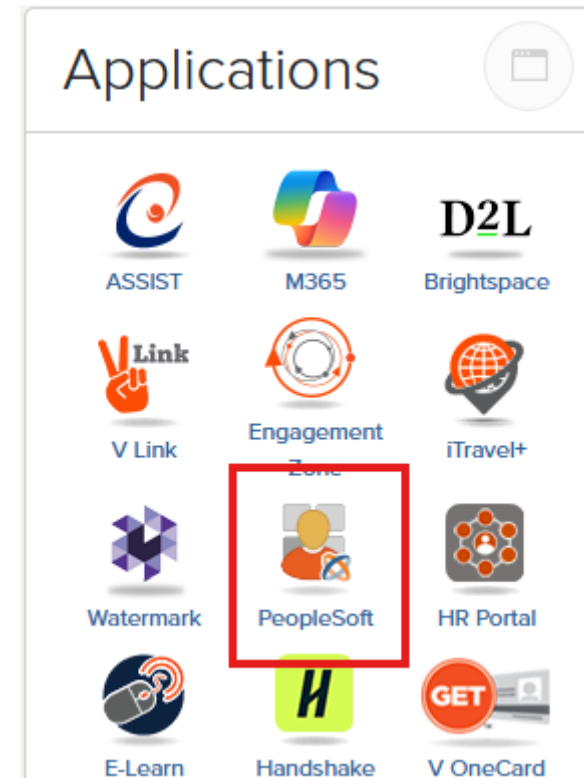 Applications
ASSIST
M365
D2L
Brightspace
Link
V Link
Engagement
Zone
iTravel+
Watermark
PeopleSoft
HR Portal
E-Learn
H
Handshake
GET
V OneCard